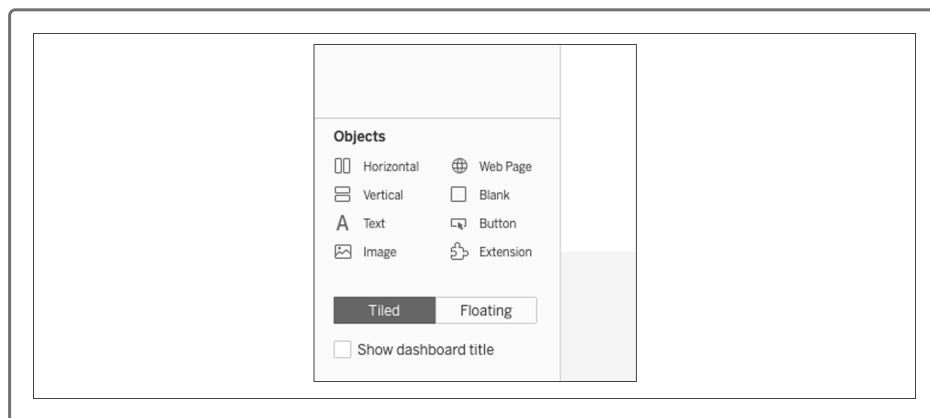 Objects
Horizontal Web Page
Vertical Blank
Text Button
Image Extension
Tiled Floating
Show dashboard title